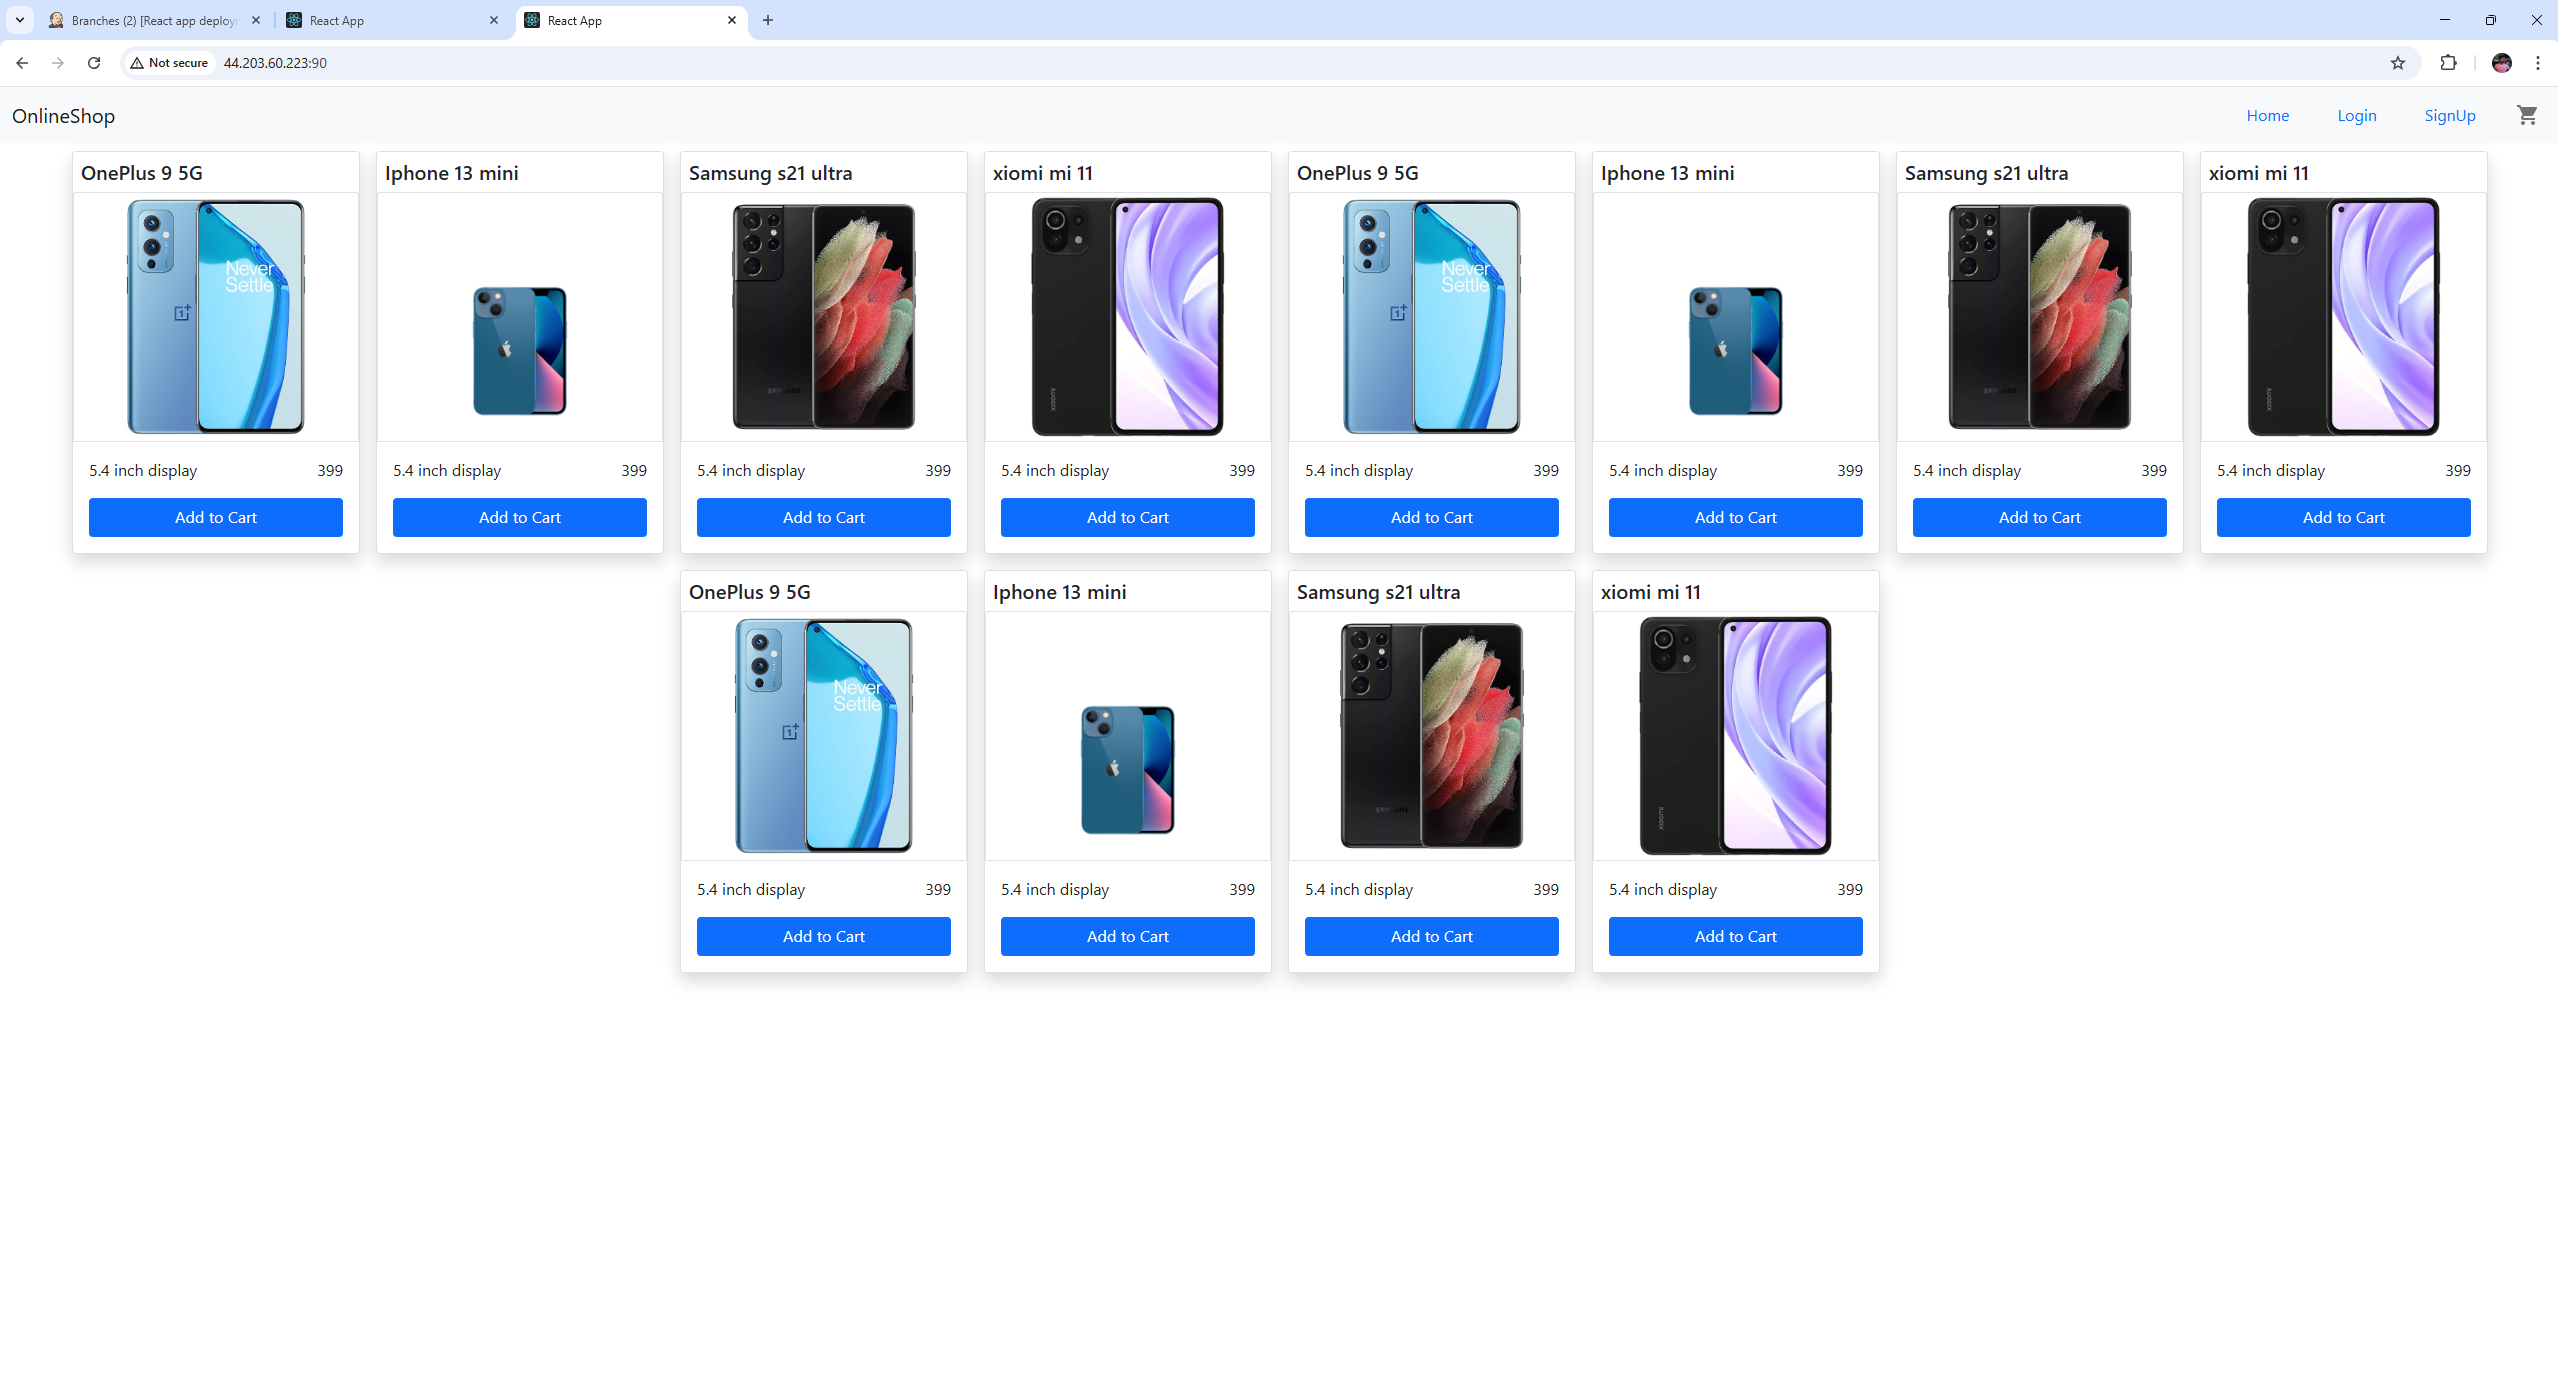 Branches (2) [React app deploy
React App
React App
Not secure 44.203.60.223:90
OnlineShop
Home
Login
SignUp
OnePlus 9 5G
Iphone 13 mini
Samsung s21 ultra
xiomi mi 11
OnePlus 9 5G
Iphone 13 mini
Samsung s21 ultra
xiomi mi 11
Never
Settle
SAMSUNG
xiaomi
Never
Settle
SAMSUNG
xiaomi
5.4 inch display 399
5.4 inch display 399
5.4 inch display 399
5.4 inch display 399
5.4 inch display 399
5.4 inch display 399
5.4 inch display 399
5.4 inch display 399
Add to Cart
Add to Cart
Add to Cart
Add to Cart
Add to Cart
Add to Cart
Add to Cart
Add to Cart
OnePlus 9 5G
Iphone 13 mini
Samsung s21 ultra
xiomi mi 11
Never
Settle
SAMSUNG
xiaomi
5.4 inch display 399
5.4 inch display 399
5.4 inch display 399
5.4 inch display 399
Add to Cart
Add to Cart
Add to Cart
Add to Cart